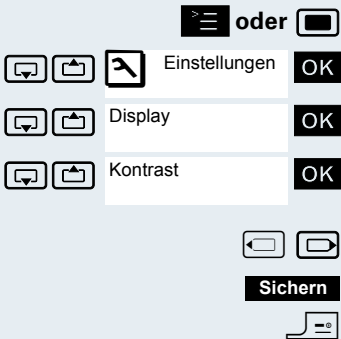 oder
Einstellungen OK
Display OK
Kontrast OK
Sichern